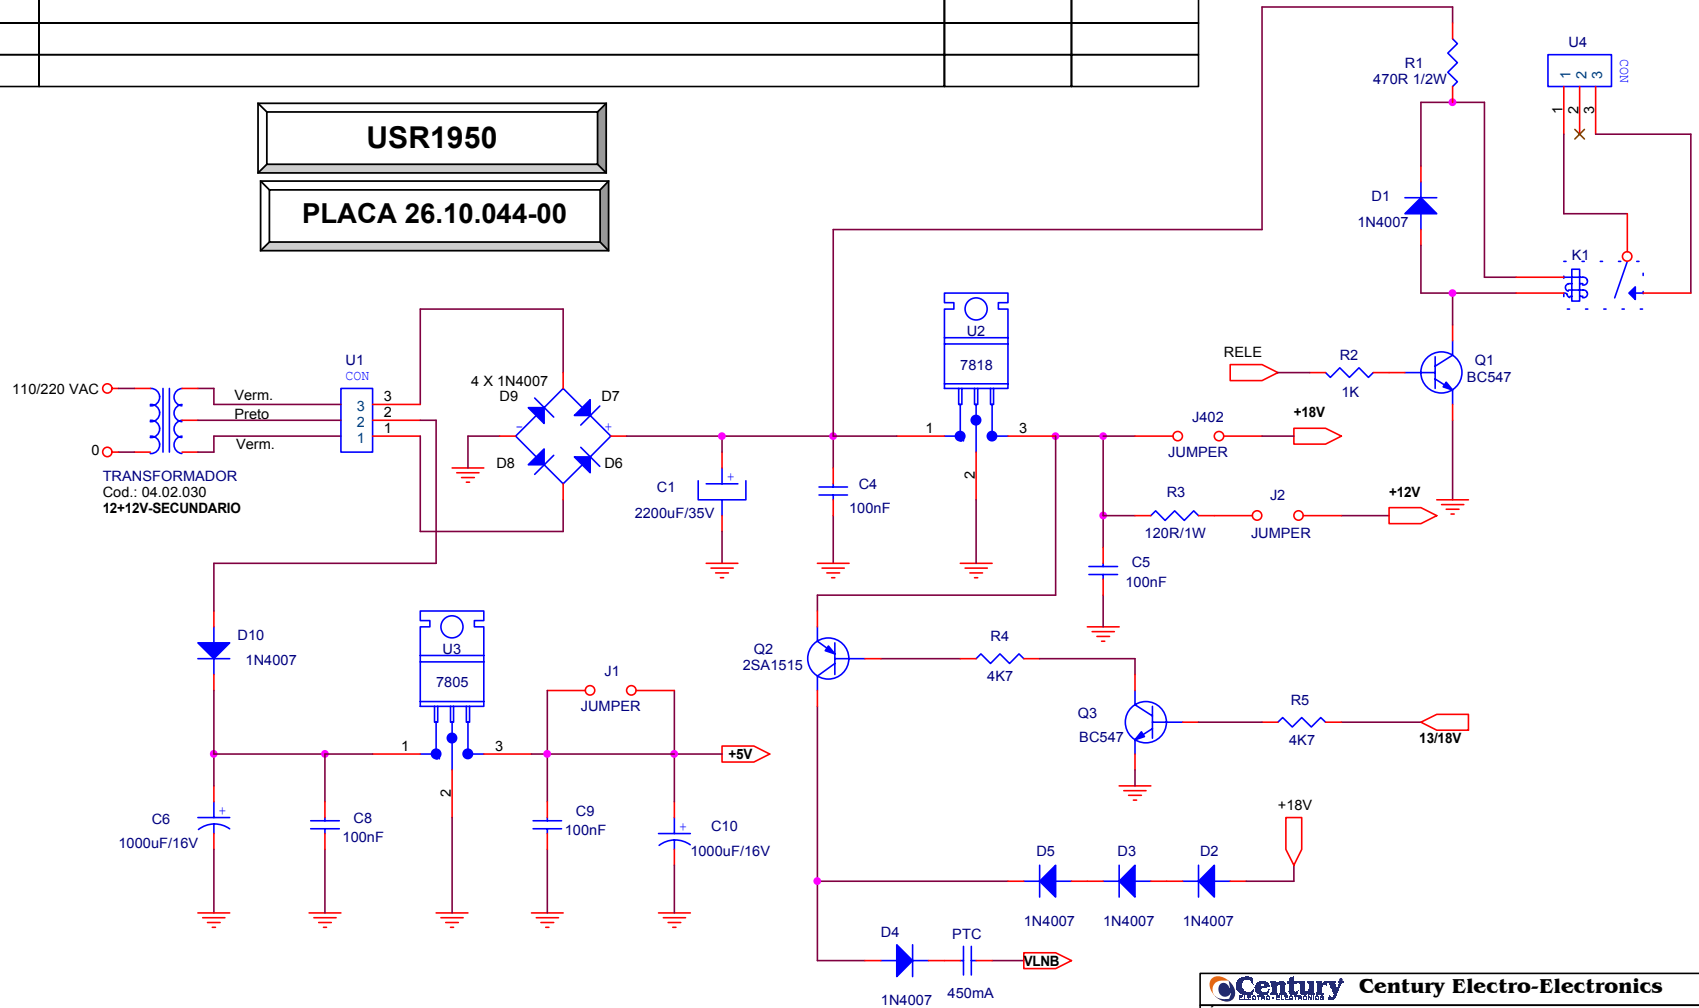 USR1950
PLACA 26.10.044-00
R1
470R 1/2W
U4
CON
1 2 3
1 2 3
D1
1N4007
K1
110/220 VAC
0
TRANSFORMADOR
Cod.: 04.02.030
12+12V-SECUNDARIO
Verm.
Preto
Verm.
U1
CON
3 3
2 2
1 1
4 X 1N4007
D9
D7
D8
D6
- +
C1
+
2200uF/35V
C4
100nF
U2
7818
1
3
2
RELE
R2
1K
Q1
BC547
J402
JUMPER
+18V
R3
120R/1W
J2
JUMPER
+12V
C5
100nF
D10
1N4007
U3
7805
1
3
2
J1
JUMPER
+5V
C6
+
1000uF/16V
C8
100nF
C9
100nF
+
C10
1000uF/16V
Q2
2SA1515
R4
4K7
Q3
BC547
R5
4K7
13/18V
+18V
D5
D3
D2
1N4007
1N4007
1N4007
D4
1N4007
PTC
450mA
VLNB
Century
ELECTRO - ELECTRONICS
Century Electro-Electronics